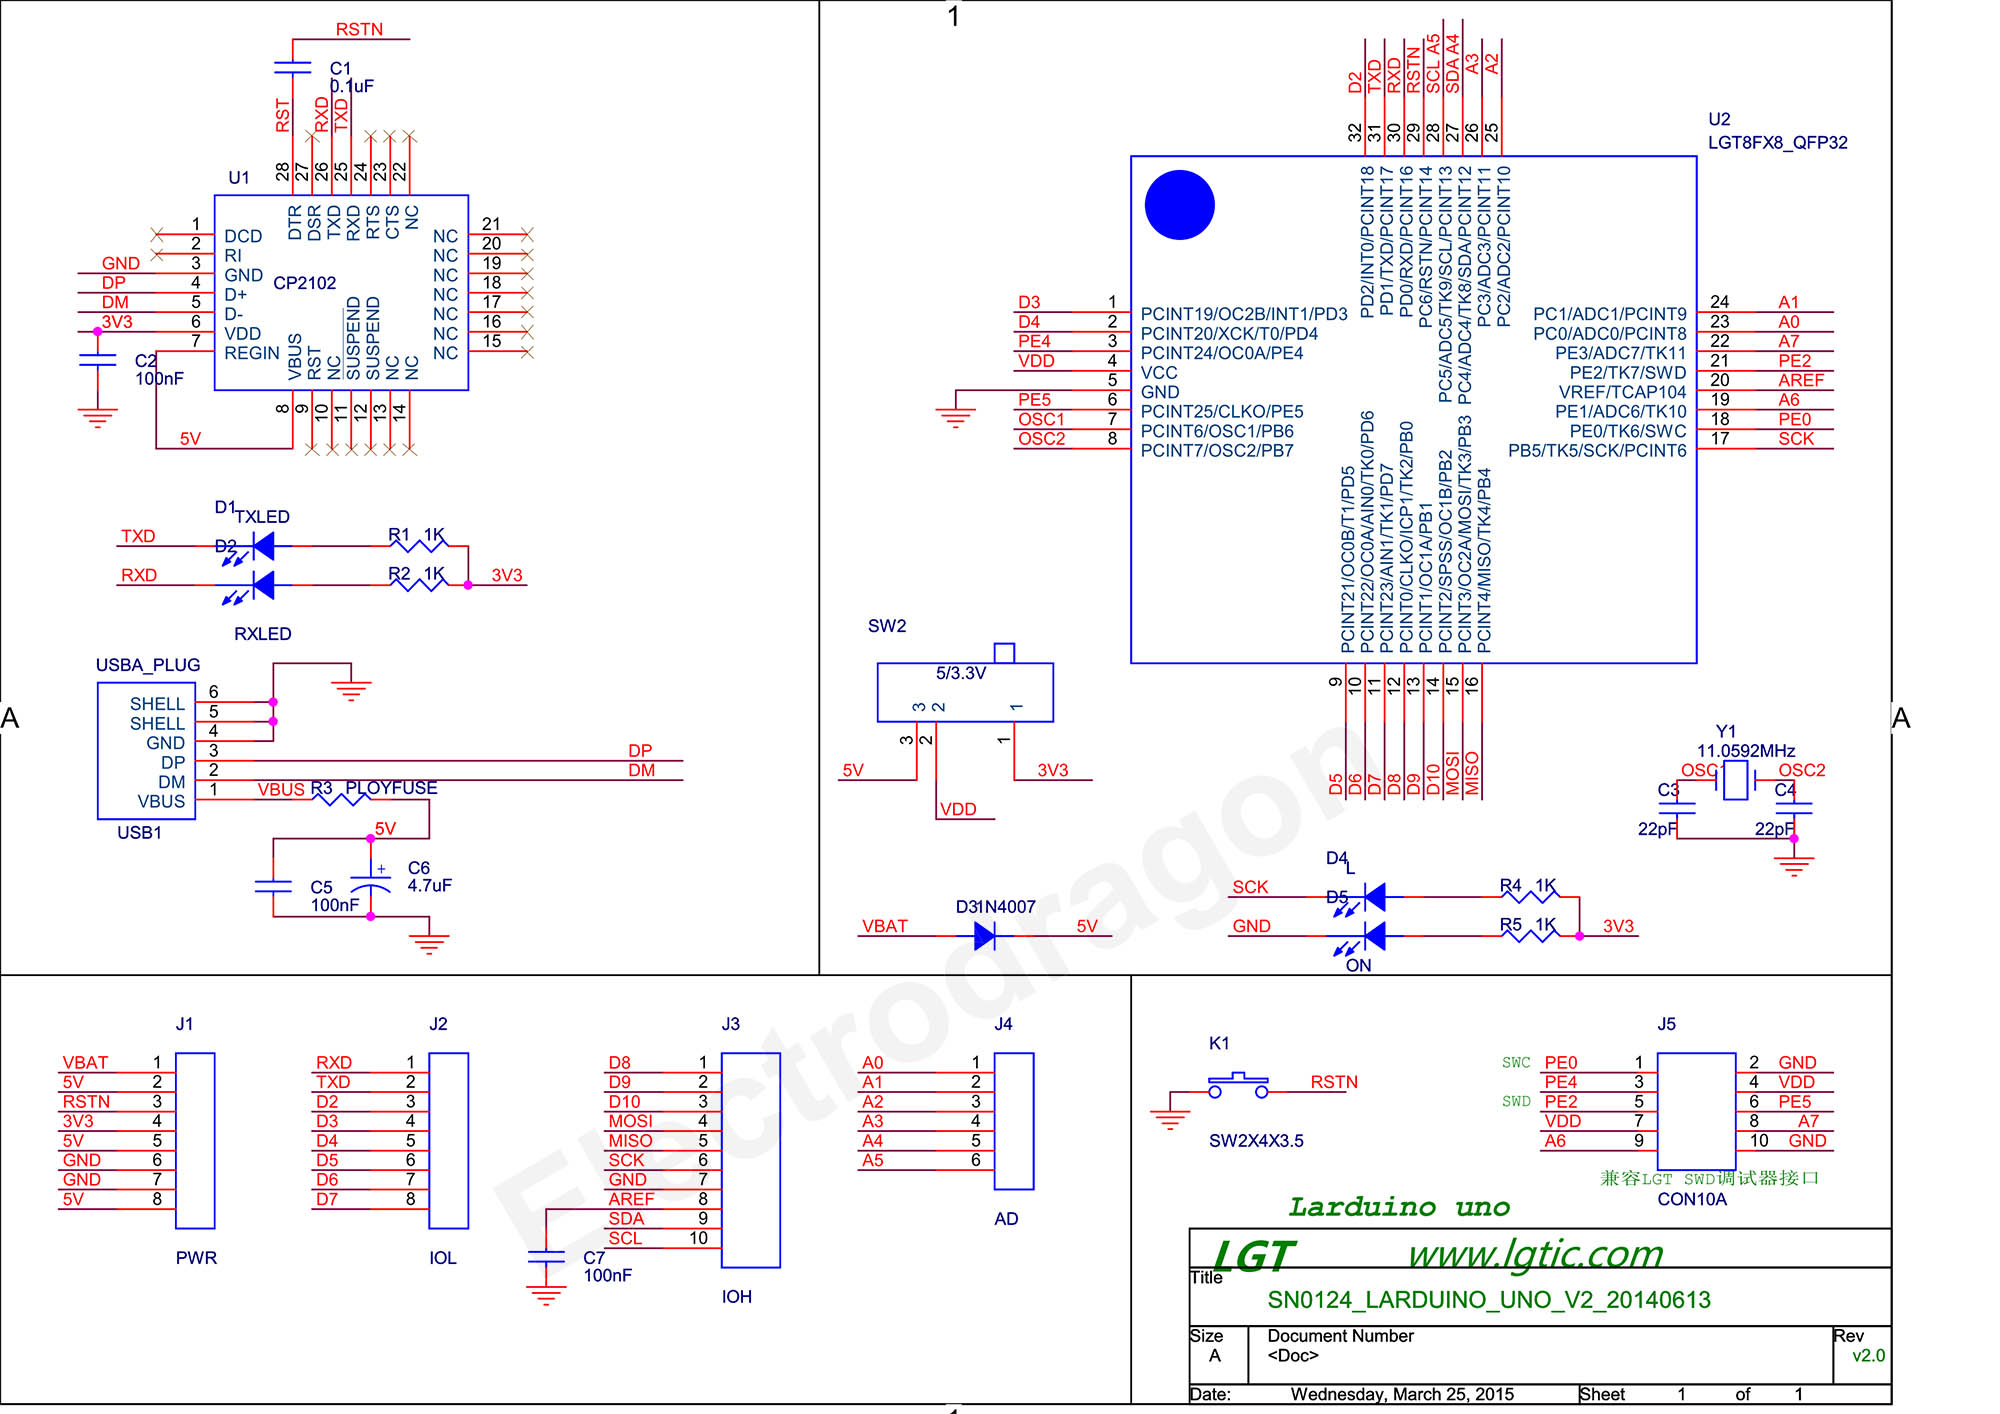 1
RSTN
C1
0.1uF
RST
RXD
TXD
28
27
26
25
24
23
22
U1
DTR
DSR
TXD
RXD
RTS
CTS
NC
1
2
3
4
5
6
7
GND
DP
DM
3V3
DCD
RI
GND
D+
D-
VDD
REGIN
CP2102
NC
NC
NC
NC
NC
NC
NC
21
20
19
18
17
16
15
VBUS
RST
NC
SUSPEND
SUSPEND
NC
NC
8
9
10
11
12
13
14
C2
100nF
5V
D1
TXLED
TXD
D2
R1 1K
RXD
R2 1K
3V3
RXLED
USBA_PLUG
SHELL 6
SHELL 5
GND 4
DP 3
DM 2
VBUS 1
USB1
DP
DM
VBUS
R3 PLOYFUSE
5V
C5
100nF
+
C6
4.7uF
D2
TXD
RXD
RSTN
SCL A5
SDA A4
A3
A2
32
31
30
29
28
27
26
25
U2
LGT8FX8_QFP32
PD2/INT0/PCINT18
PD1/TXD/PCINT17
PD0/RXD/PCINT16
PC6/RSTN/PCINT14
PC5/ADC5/TK9/SCL/PCINT13
PC4/ADC4/TK8/SDA/PCINT12
PC3/ADC3/PCINT11
PC2/ADC2/PCINT10
D3 1 PCINT19/OC2B/INT1/PD3
D4 2 PCINT20/XCK/T0/PD4
PE4 3 PCINT24/OC0A/PE4
VDD 4 VCC
5 GND
PE5 6 PCINT25/CLKO/PE5
OSC1 7 PCINT6/OSC1/PB6
OSC2 8 PCINT7/OSC2/PB7
PC1/ADC1/PCINT9 24 A1
PC0/ADC0/PCINT8 23 A0
PE3/ADC7/TK11 22 A7
PE2/TK7/SWD 21 PE2
VREF/TCAP104 20 AREF
PE1/ADC6/TK10 19 A6
PE0/TK6/SWC 18 PE0
PB5/TK5/SCK/PCINT6 17 SCK
PCINT21/OC0B/T1/PD5
PCINT22/OC0A/AIN0/TK0/PD6
PCINT23/AIN1/TK1/PD7
PCINT0/CLKO/ICP1/TK2/PB0
PCINT1/OC1A/PB1
PCINT2/SPSS/OC1B/PB2
PCINT3/OC2A/MOSI/TK3/PB3
PCINT4/MISO/TK4/PB4
9
10
11
12
13
14
15
16
D5
D6
D7
D8
D9
D10
MOSI
MISO
SW2
5/3.3V
3 2 1
3 2 1
5V
3V3
VDD
A
A
Y1
11.0592MHz
OSC1
OSC2
C3
22pF
C4
22pF
VBAT
D3 1N4007
5V
D4
L
SCK
D5
R4 1K
GND
R5 1K
3V3
ON
Electrodragon
J1
VBAT 1
5V 2
RSTN 3
3V3 4
5V 5
GND 6
GND 7
5V 8
PWR
J2
RXD 1
TXD 2
D2 3
D3 4
D4 5
D5 6
D6 7
D7 8
IOL
J3
D8 1
D9 2
D10 3
MOSI 4
MISO 5
SCK 6
GND 7
AREF 8
SDA 9
SCL 10
C7
100nF
IOH
J4
A0 1
A1 2
A2 3
A3 4
A4 5
A5 6
AD
K1
RSTN
SW2X4X3.5
J5
SWC PE0 1 2 GND
PE4 3 4 VDD
SWD PE2 5 6 PE5
VDD 7 8 A7
A6 9 10 GND
兼容LGT SWD调试器接口
CON10A
Larduino uno
LGT www.lgtic.com
Title
SN0124_LARDUINO_UNO_V2_20140613
Size
A
Document Number
<Doc>
Rev
v2.0
Date: Wednesday, March 25, 2015
Sheet 1 of 1
1